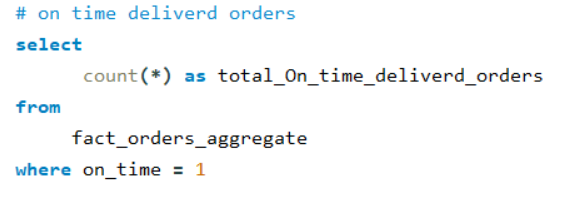 # on time deliverd orders
select
count(*) as total_On_time_deliverd_orders
from
fact_orders_aggregate
where on_time = 1